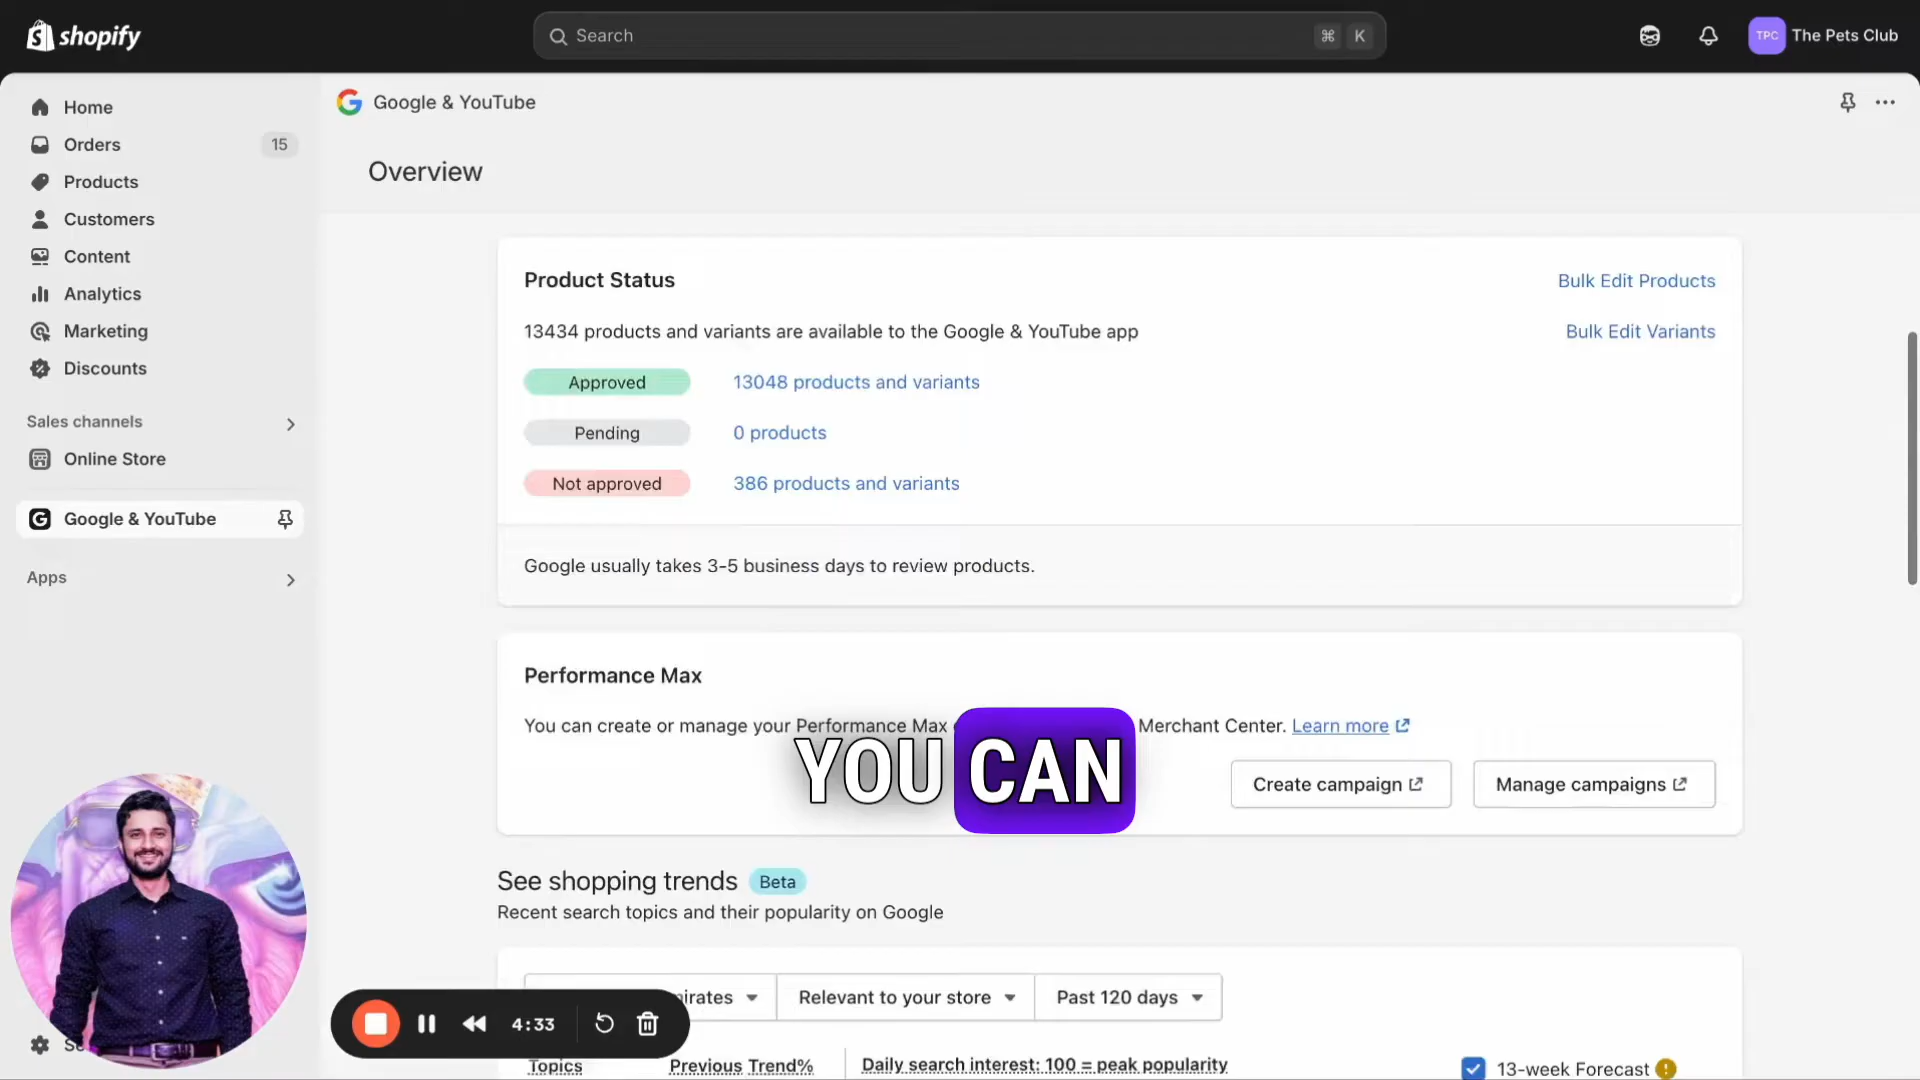 shopify
Search
⌘ K
TPC
The Pets Club
Home
Orders
15
Products
Customers
Content
Analytics
Marketing
Discounts
Sales channels
Online Store
Google & YouTube
Apps
Google & YouTube
Overview
Product Status
Bulk Edit Products
13434 products and variants are available to the Google & YouTube app
Bulk Edit Variants
Approved
13048 products and variants
Pending
0 products
Not approved
386 products and variants
Google usually takes 3-5 business days to review products.
Performance Max
You can create or manage your Performance Max
Merchant Center. Learn more
YOU CAN
Create campaign
Manage campaigns
See shopping trends
Beta
Recent search topics and their popularity on Google
Relevant to your store
Past 120 days
4:33
Topics
Previous Trend%
Daily search interest: 100 = peak popularity
13-week Forecast